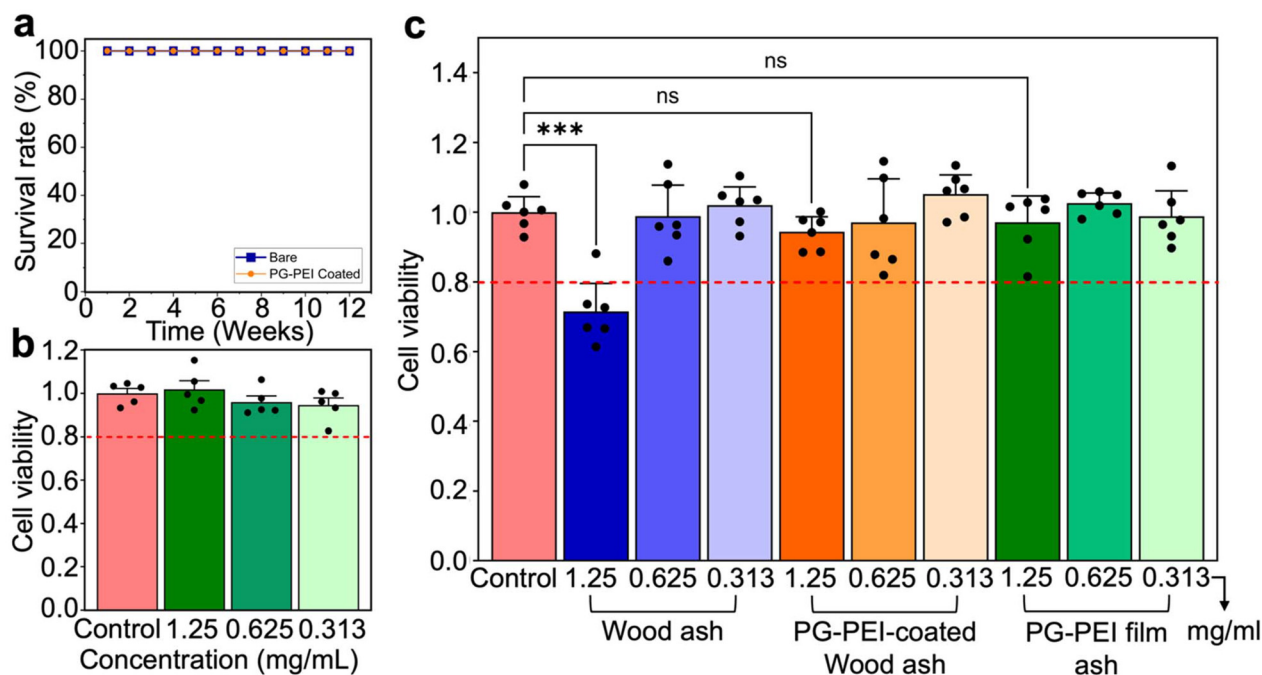 a
Survival rate (%)
100
80
60
40
20
0
Bare
PG-PEI Coated
0 2 4 6 8 10 12
Time (Weeks)
b
Cell viability
1.2
1.0
0.8
0.6
0.4
0.2
0.0
Control 1.25 0.625 0.313
Concentration (mg/mL)
c
Cell viability
1.4
1.2
1.0
0.8
0.6
0.4
0.2
0.0
ns
ns
***
Control 1.25 0.625 0.313 1.25 0.625 0.313 1.25 0.625 0.313
mg/ml
Wood ash
PG-PEI-coated
Wood ash
PG-PEI film
ash